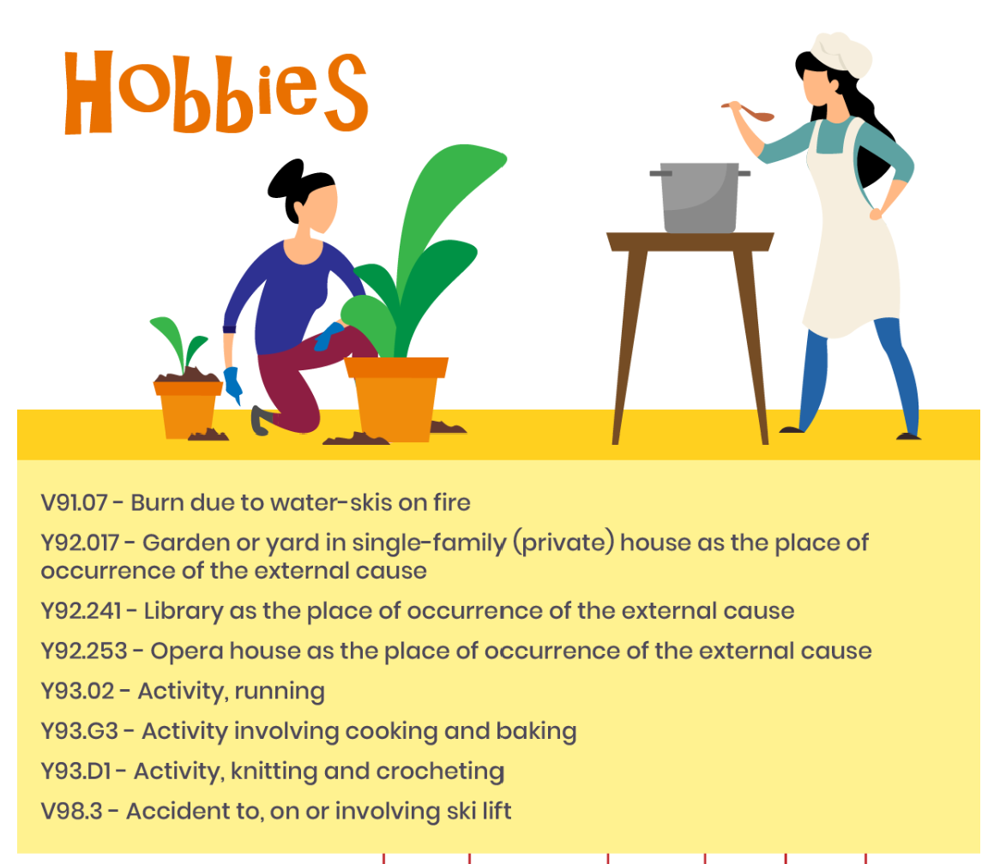 Hobbies
V91.07 - Burn due to water-skis on fire
Y92.017 - Garden or yard in single-family (private) house as the place of
occurrence of the external cause
Y92.241 - Library as the place of occurrence of the external cause
Y92.253 - Opera house as the place of occurrence of the external cause
Y93.02 - Activity, running
Y93.G3 - Activity involving cooking and baking
Y93.D1 - Activity, knitting and crocheting
V98.3 - Accident to, on or involving ski lift